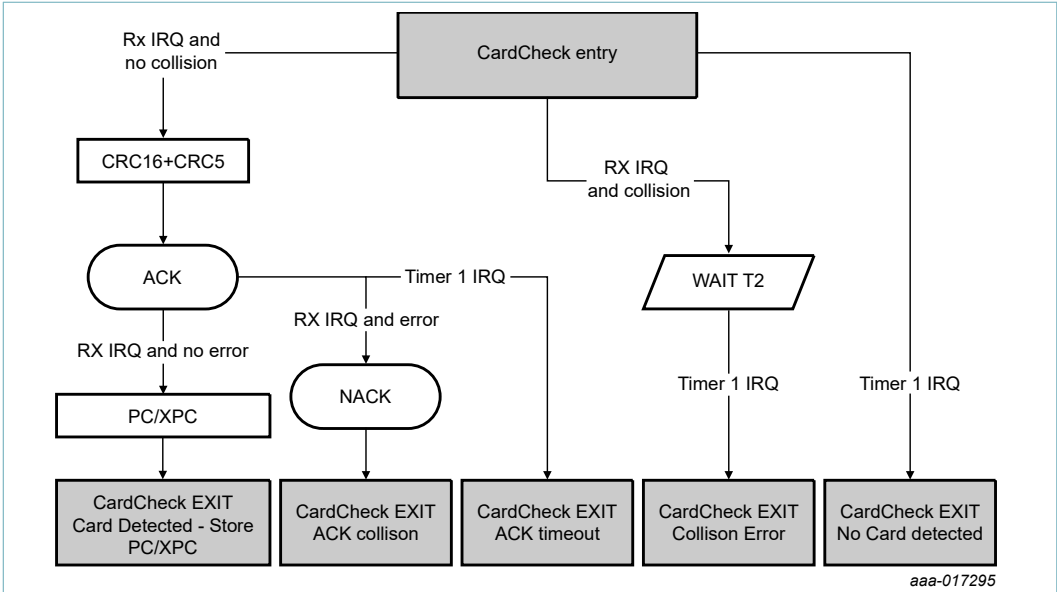 Rx IRQ and
no collision
CardCheck entry
CRC16+CRC5
RX IRQ
and collision
ACK
Timer 1 IRQ
WAIT T2
RX IRQ and error
RX IRQ and no error
NACK
Timer 1 IRQ
Timer 1 IRQ
PC/XPC
CardCheck EXIT
Card Detected - Store
PC/XPC
CardCheck EXIT
ACK collison
CardCheck EXIT
ACK timeout
CardCheck EXIT
Collison Error
CardCheck EXIT
No Card detected
aaa-017295